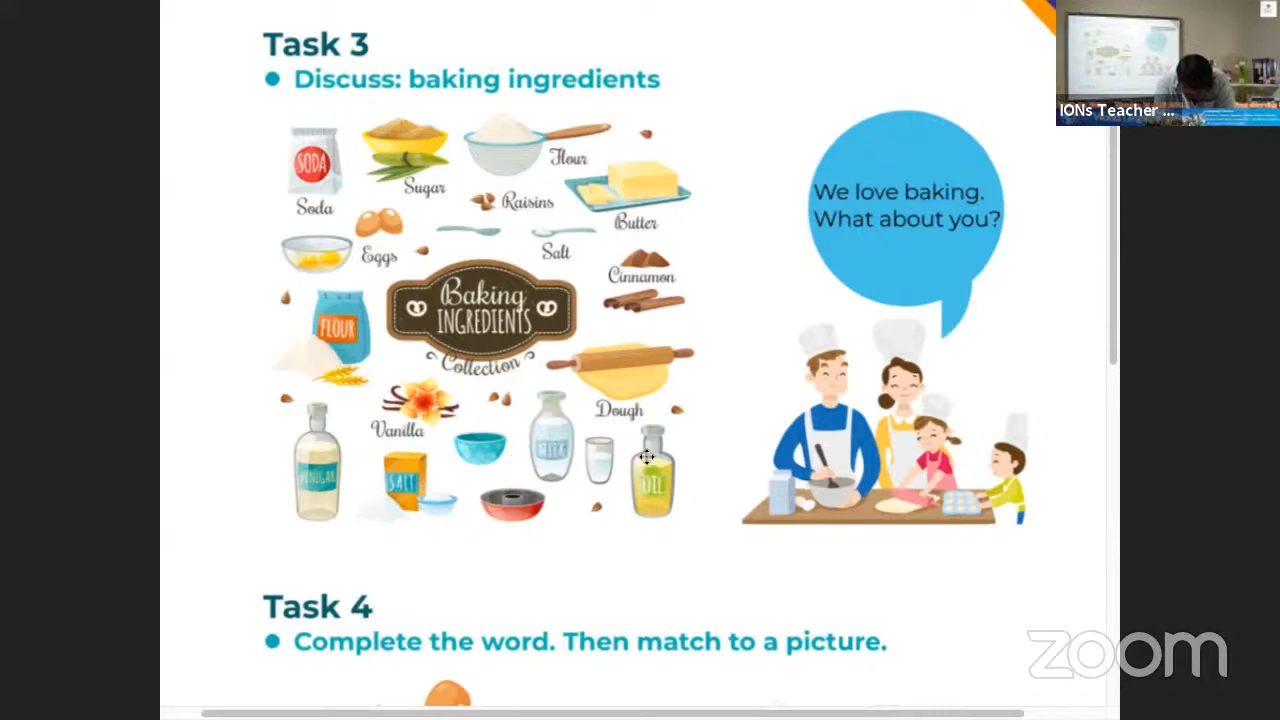 Task 3
Discuss: baking ingredients
SODA
Soda
Sugar
Flour
Raisins
Butter
Eggs
Salt
Cinnamon
FLOUR
Baking
INGREDIENTS
Collection
Dough
Vanilla
VINEGAR
SALT
MILK
OIL
We love baking.
What about you?
Task 4
Complete the word. Then match to a picture.
IONs Teacher ...
zoom